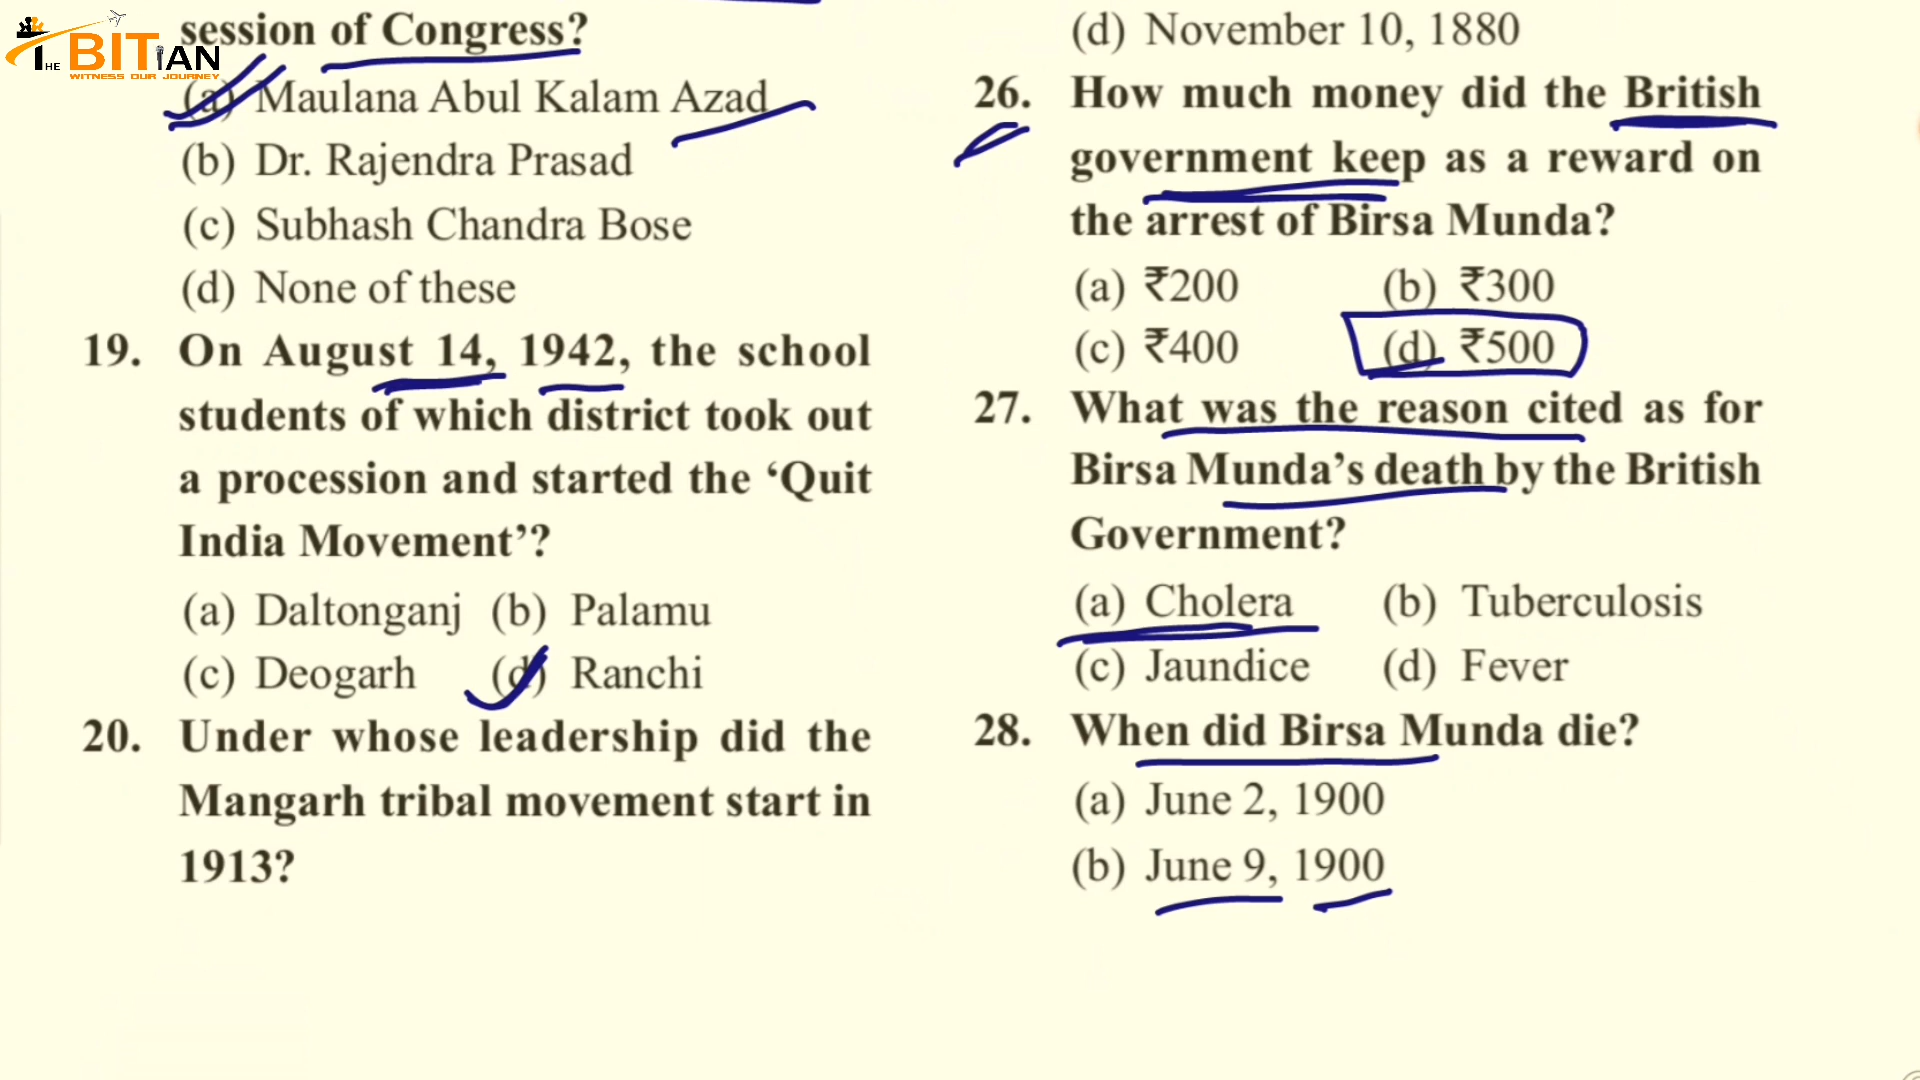 THE BITIAN
WITNESS OUR JOURNEY
session of Congress?
(a) Maulana Abul Kalam Azad
(b) Dr. Rajendra Prasad
(c) Subhash Chandra Bose
(d) None of these
19. On August 14, 1942, the school
students of which district took out
a procession and started the ‘Quit
India Movement’?
(a) Daltonganj (b) Palamu
(c) Deogarh (d) Ranchi
20. Under whose leadership did the
Mangarh tribal movement start in
1913?
(d) November 10, 1880
26. How much money did the British
government keep as a reward on
the arrest of Birsa Munda?
(a) ₹200 (b) ₹300
(c) ₹400 (d) ₹500
27. What was the reason cited as for
Birsa Munda’s death by the British
Government?
(a) Cholera (b) Tuberculosis
(c) Jaundice (d) Fever
28. When did Birsa Munda die?
(a) June 2, 1900
(b) June 9, 1900